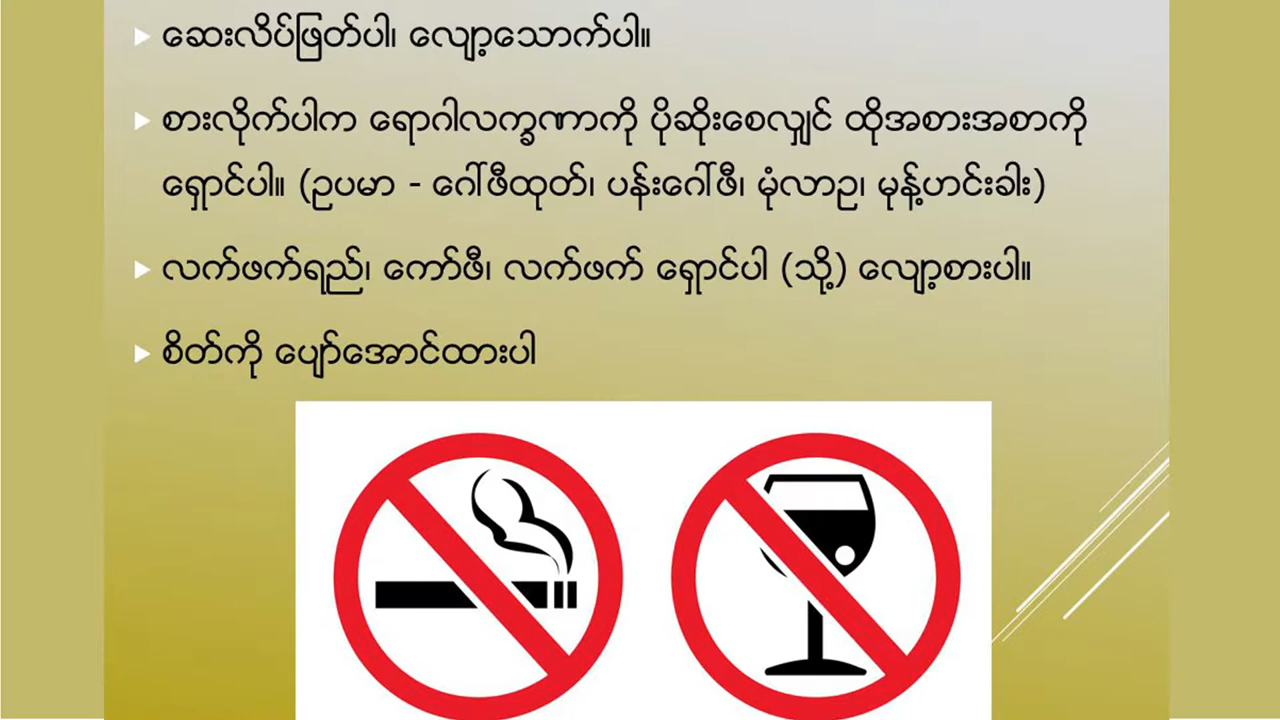 ဆေးလိပ်ဖြတ်ပါ၊ လျော့သောက်ပါ။
စားလိုက်ပါက ရောဂါလက္ခဏာကို ပိုဆိုးစေလျှင် ထိုအစားအစာကို
ရှောင်ပါ။ (ဥပမာ - ဂေါ်ဖီထုတ်၊ ပန်းဂေါ်ဖီ၊ မုံလာဥ၊ မုန့်ဟင်းခါး)
လက်ဖက်ရည်၊ ကော်ဖီ၊ လက်ဖက် ရှောင်ပါ (သို့) လျော့စားပါ။
စိတ်ကို ပျော်အောင်ထားပါ